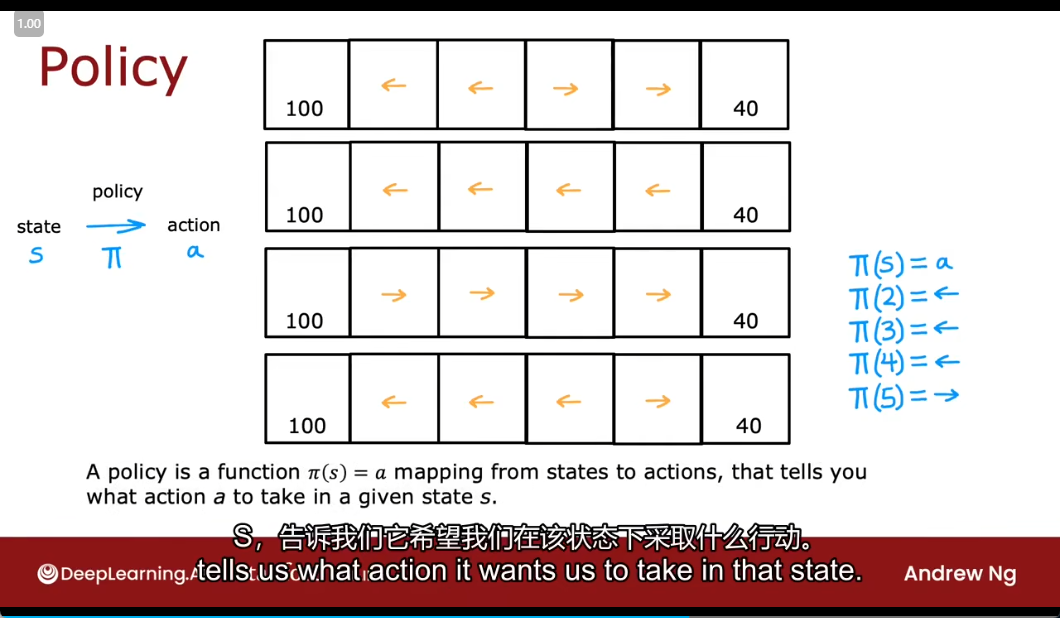 1.00
Policy
100 ← ← → → 40
100 ← ← ← ← 40
policy
state → action
s π a
100 → → → → 40
π(s) = a
π(2) = ←
π(3) = ←
π(4) = ←
π(5) = →
100 ← ← ← → 40
A policy is a function π(s) = a mapping from states to actions, that tells you
what action a to take in a given state s.
S，告诉我们它希望我们在该状态下采取什么行动。
DeepLearning.A
tells us what action it wants us to take in that state.
Andrew Ng